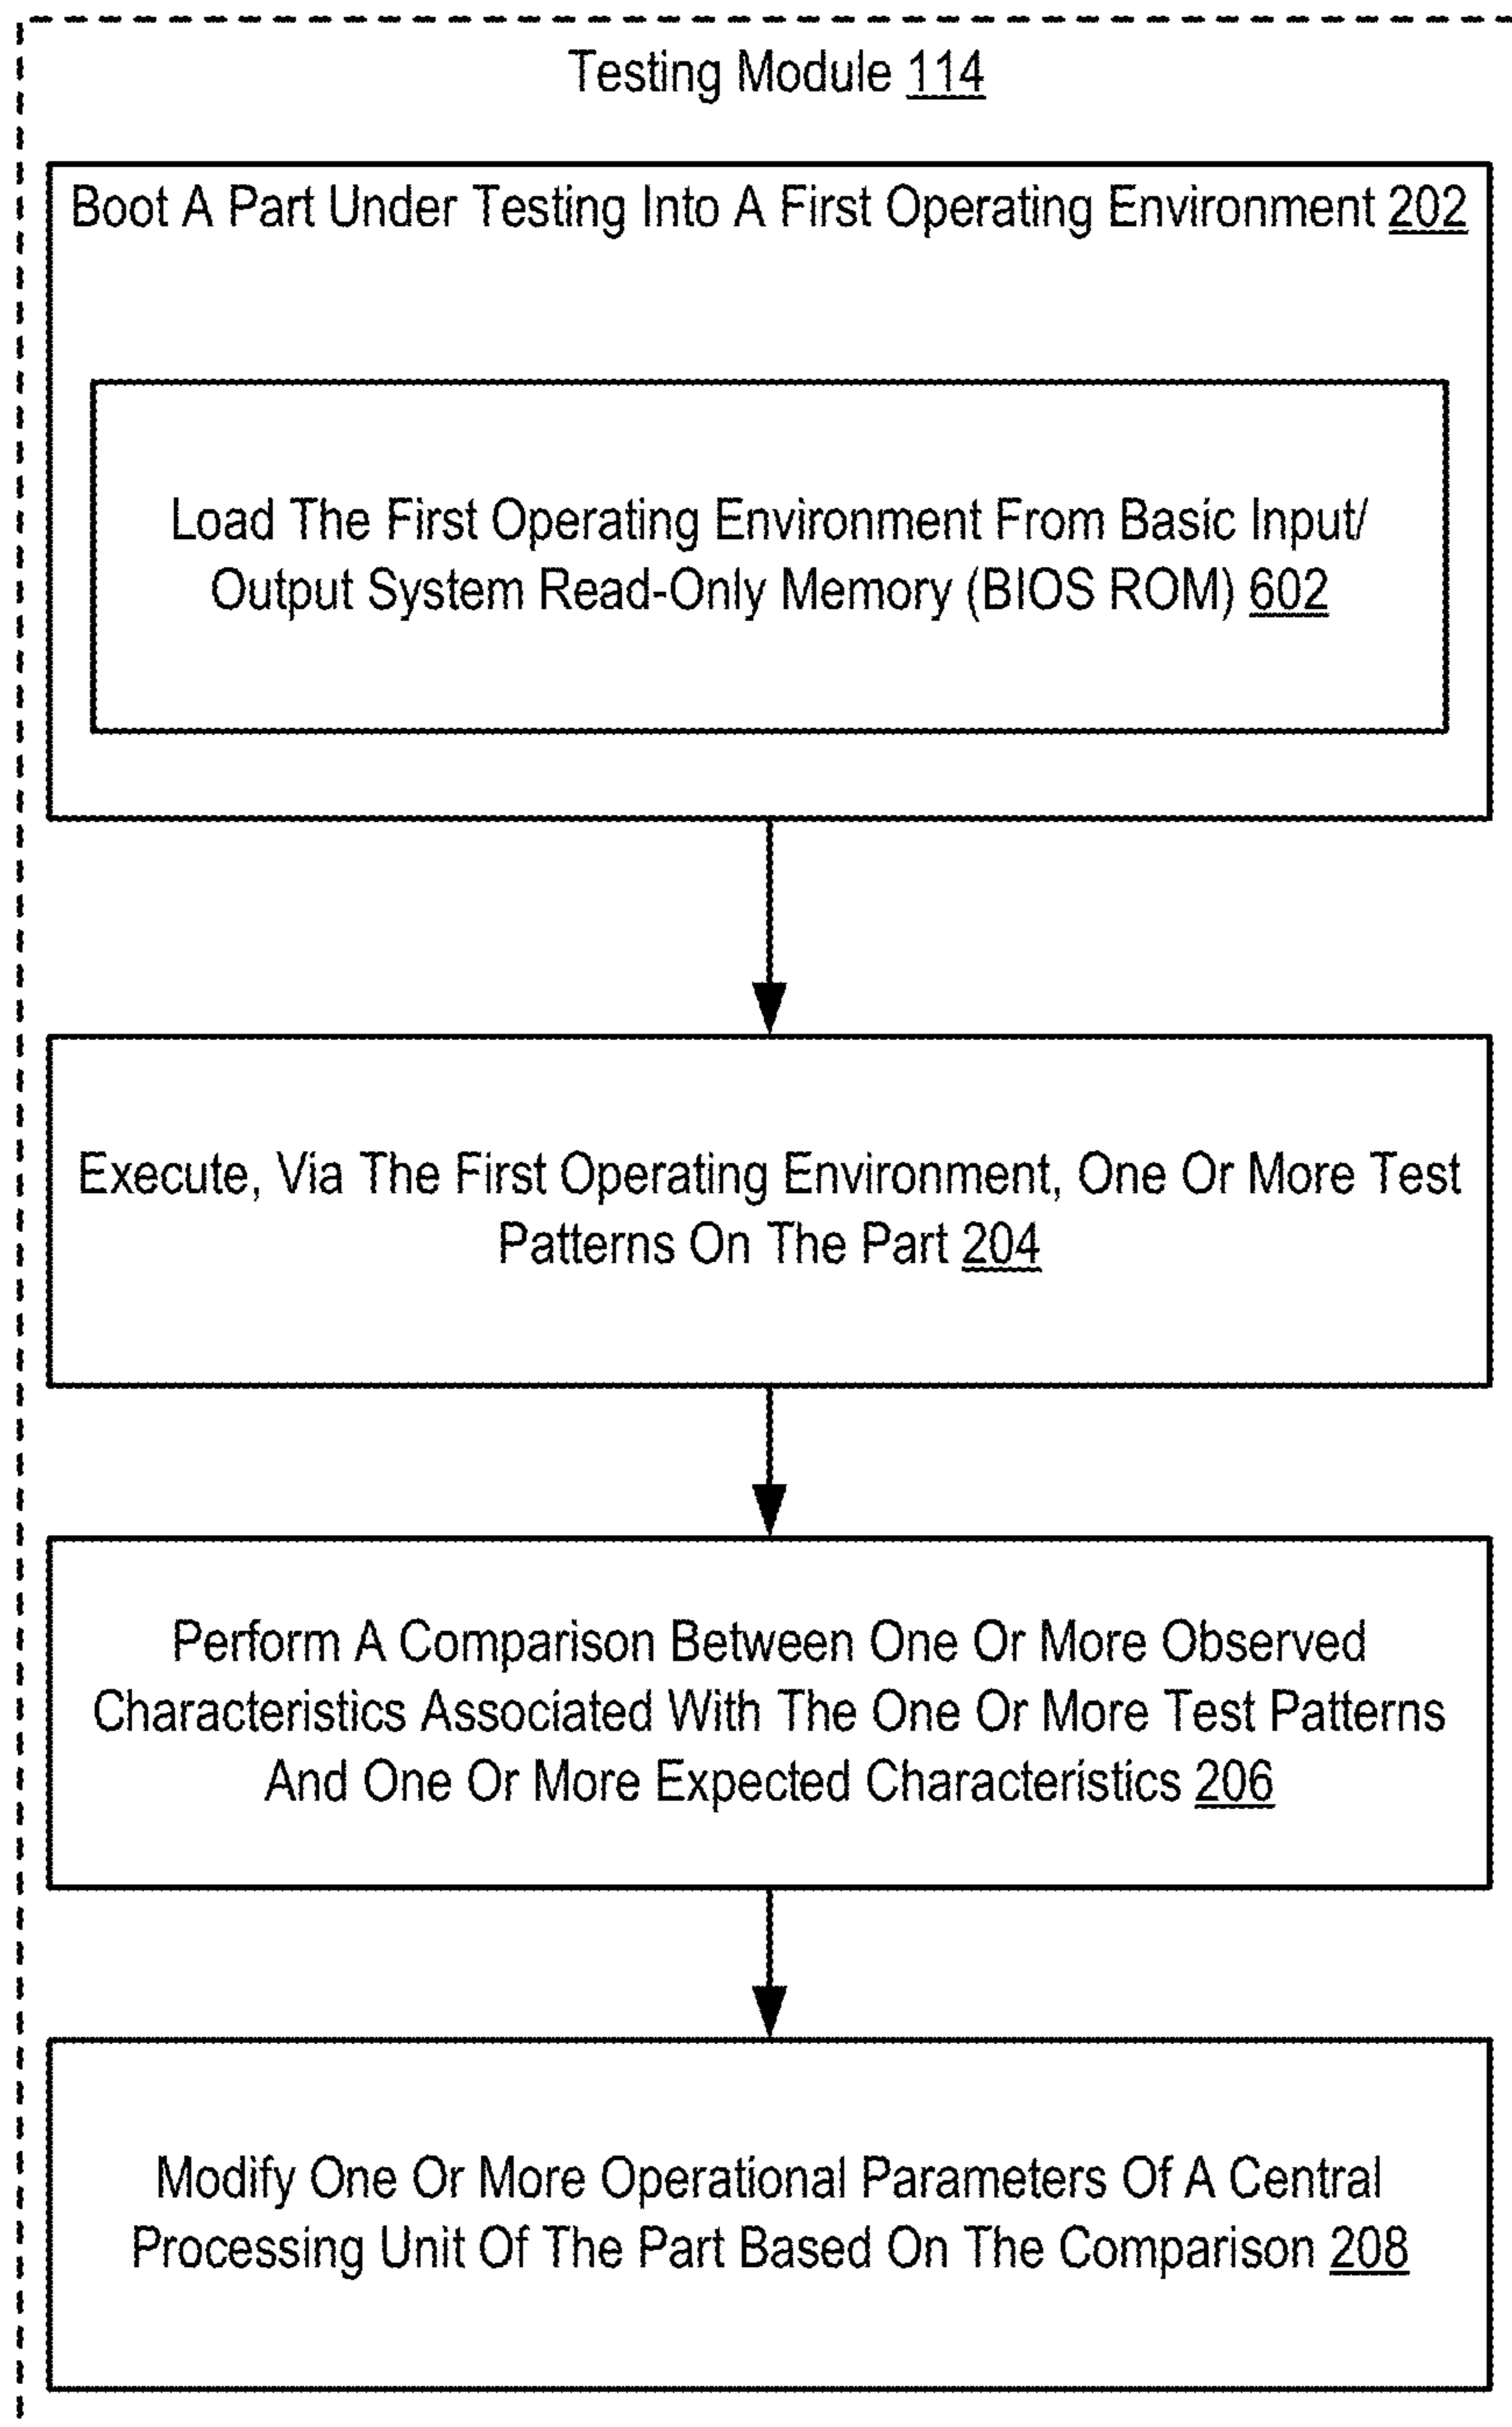 Testing Module 114
Boot A Part Under Testing Into A First Operating Environment 202
Load The First Operating Environment From Basic Input/
Output System Read-Only Memory (BIOS ROM) 602
Execute, Via The First Operating Environment, One Or More Test
Patterns On The Part 204
Perform A Comparison Between One Or More Observed
Characteristics Associated With The One Or More Test Patterns
And One Or More Expected Characteristics 206
Modify One Or More Operational Parameters Of A Central
Processing Unit Of The Part Based On The Comparison 208